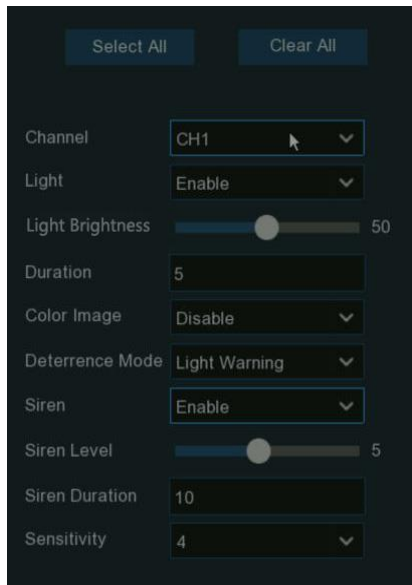 Select All Clear All
Channel CH1
Light Enable
Light Brightness 50
Duration 5
Color Image Disable
Deterrence Mode Light Warning
Siren Enable
Siren Level 5
Siren Duration 10
Sensitivity 4